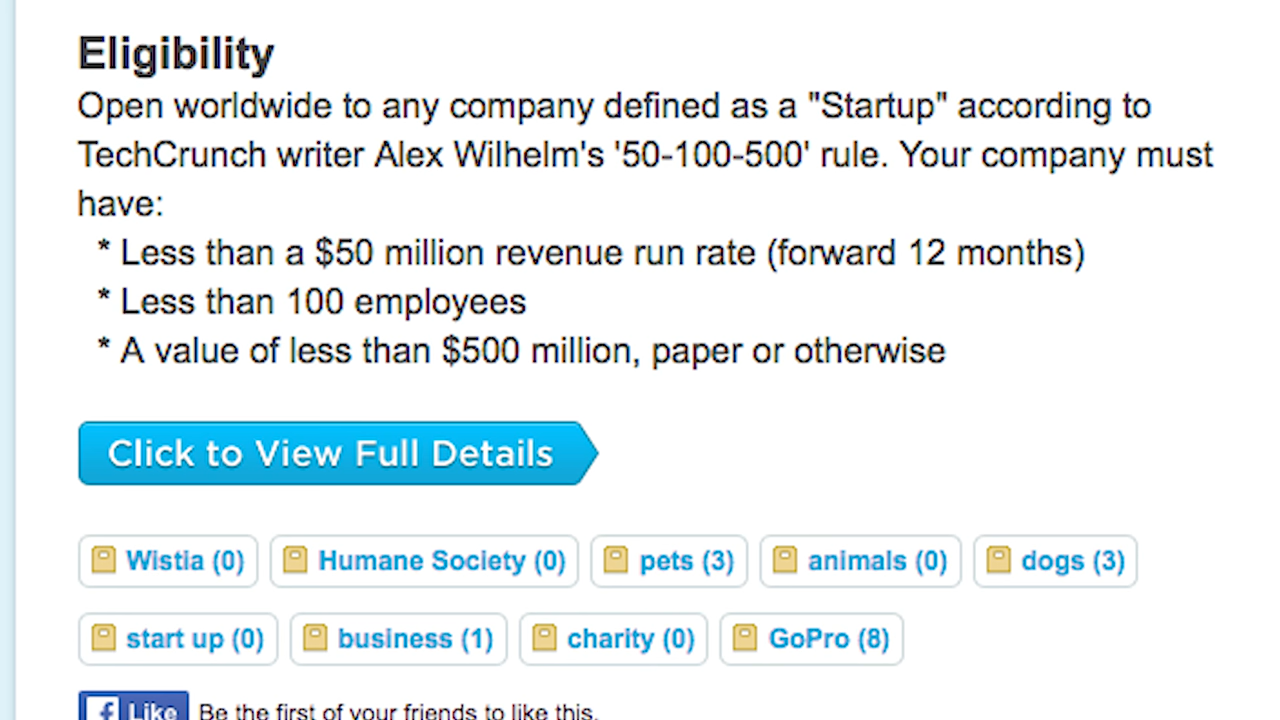 Eligibility
Open worldwide to any company defined as a "Startup" according to
TechCrunch writer Alex Wilhelm's '50-100-500' rule. Your company must
have:
* Less than a $50 million revenue run rate (forward 12 months)
* Less than 100 employees
* A value of less than $500 million, paper or otherwise
Click to View Full Details
Wistia (0) Humane Society (0) pets (3) animals (0) dogs (3)
start up (0) business (1) charity (0) GoPro (8)
f Like Be the first of your friends to like this.